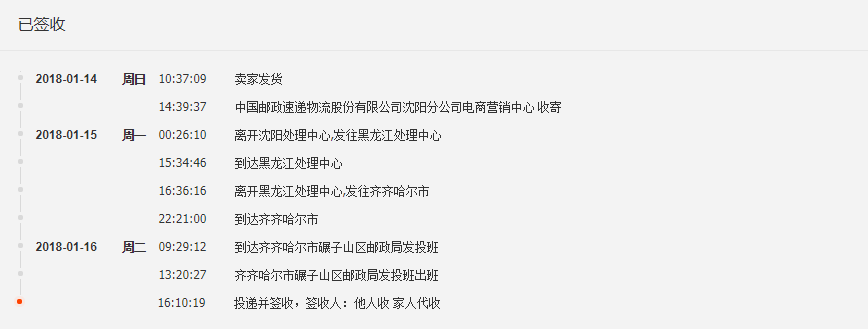 已签收
2018-01-14 周日 10:37:09 卖家发货
14:39:37 中国邮政速递物流股份有限公司沈阳分公司电商营销中心 收寄
2018-01-15 周一 00:26:10 离开沈阳处理中心,发往黑龙江处理中心
15:34:46 到达黑龙江处理中心
16:36:16 离开黑龙江处理中心,发往齐齐哈尔市
22:21:00 到达齐齐哈尔市
2018-01-16 周二 09:29:12 到达齐齐哈尔市碾子山区邮政局发投班
13:20:27 齐齐哈尔市碾子山区邮政局发投班出班
16:10:19 投递并签收，签收人：他人收 家人代收